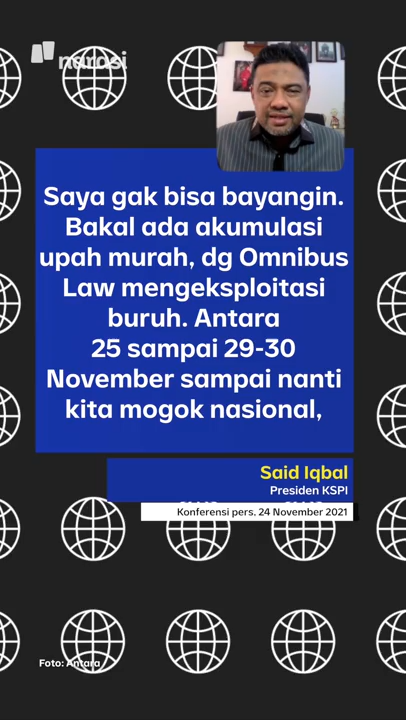 narasi
Saya gak bisa bayangin.
Bakal ada akumulasi
upah murah, dg Omnibus
Law mengeksploitasi
buruh. Antara
25 sampai 29-30
November sampai nanti
kita mogok nasional,
Said Iqbal
Presiden KSPI
Konferensi pers. 24 November 2021
Foto: Antara